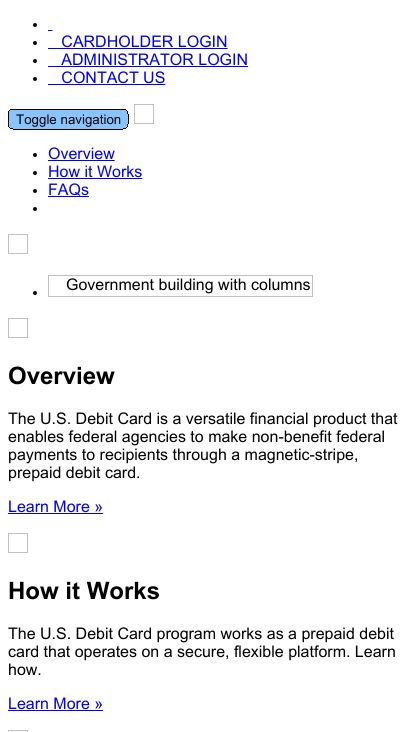 CARDHOLDER LOGIN
ADMINISTRATOR LOGIN
CONTACT US
Toggle navigation
Overview
How it Works
FAQs
Government building with columns
Overview
The U.S. Debit Card is a versatile financial product that
enables federal agencies to make non-benefit federal
payments to recipients through a magnetic-stripe,
prepaid debit card.
Learn More »
How it Works
The U.S. Debit Card program works as a prepaid debit
card that operates on a secure, flexible platform. Learn
how.
Learn More »